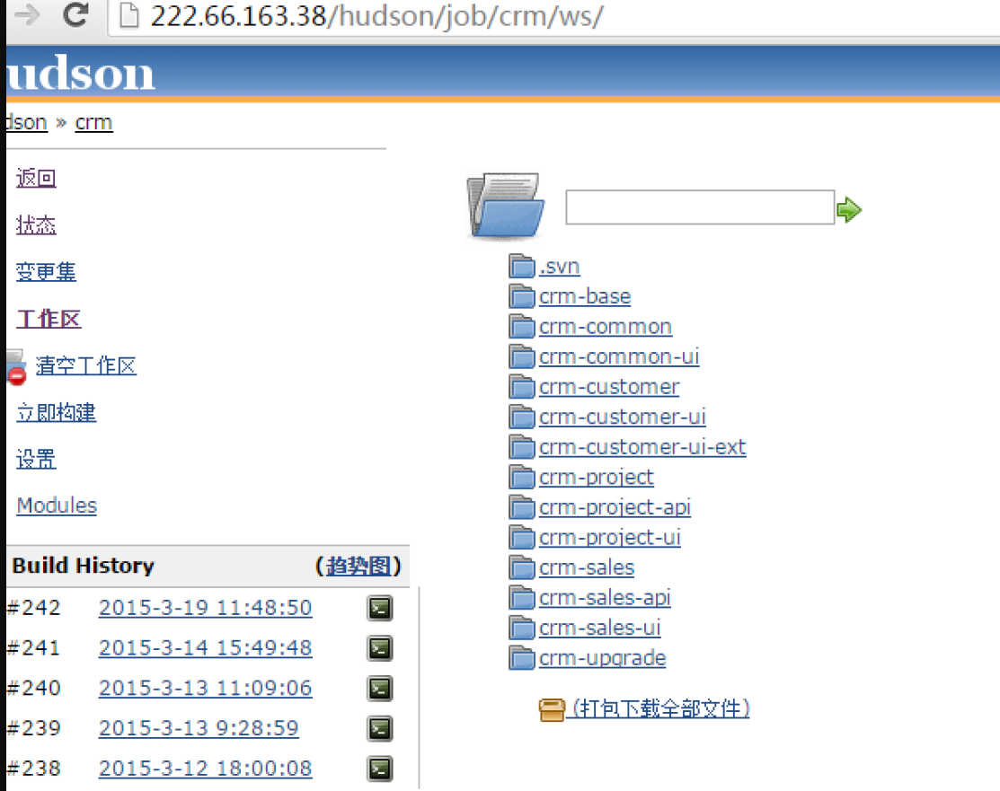 222.66.163.38/hudson/job/crm/ws/
udson
dson » crm
返回
状态
变更集
工作区
清空工作区
立即构建
设置
Modules
Build History (趋势图)
#242 2015-3-19 11:48:50
#241 2015-3-14 15:49:48
#240 2015-3-13 11:09:06
#239 2015-3-13 9:28:59
#238 2015-3-12 18:00:08
.svn
crm-base
crm-common
crm-common-ui
crm-customer
crm-customer-ui
crm-customer-ui-ext
crm-project
crm-project-api
crm-project-ui
crm-sales
crm-sales-api
crm-sales-ui
crm-upgrade
(打包下载全部文件)